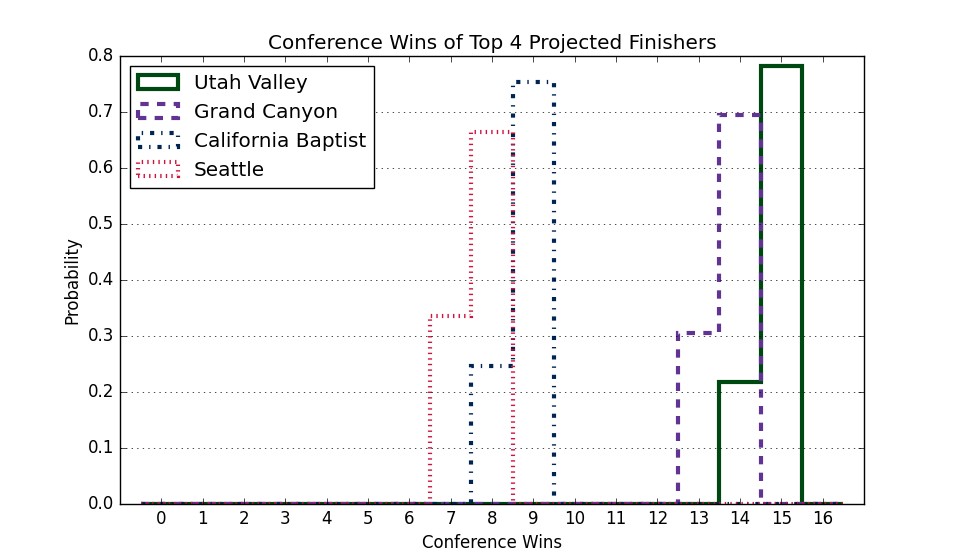 Conference Wins of Top 4 Projected Finishers
Utah Valley
Grand Canyon
California Baptist
Seattle
Probability
0.8
0.7
0.6
0.5
0.4
0.3
0.2
0.1
0.0
0 1 2 3 4 5 6 7 8 9 10 11 12 13 14 15 16
Conference Wins